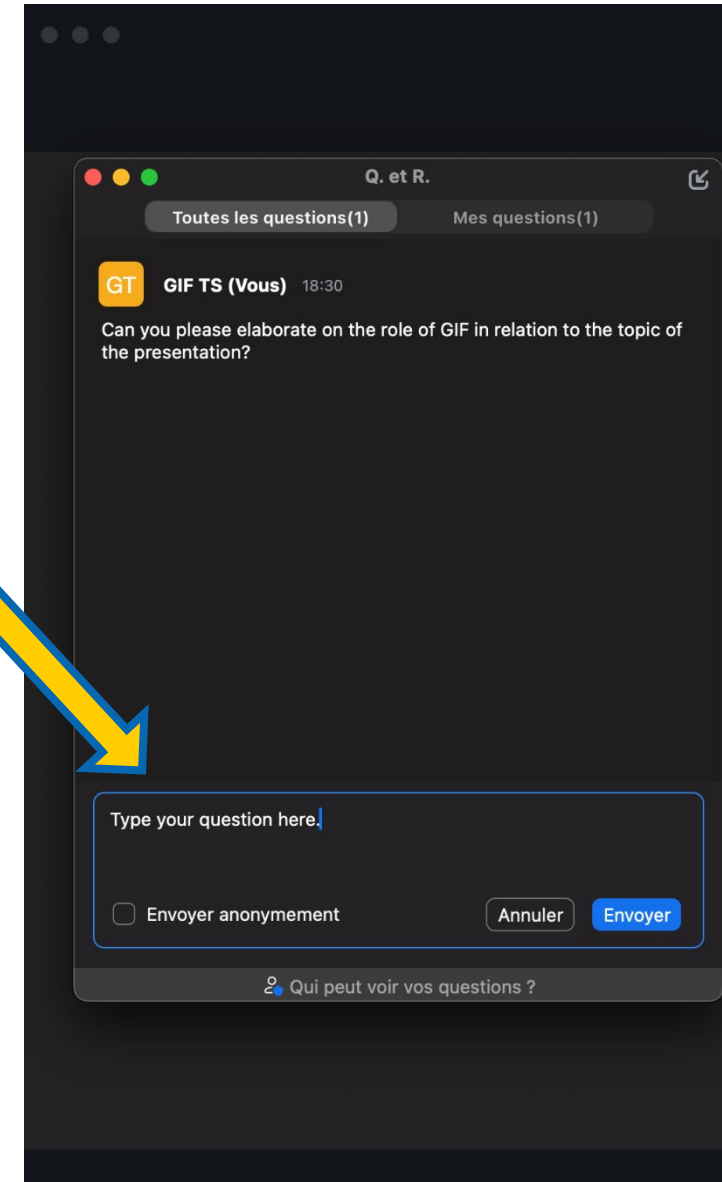 Q. et R.
Toutes les questions(1) Mes questions(1)
GT GIF TS (Vous) 18:30
Can you please elaborate on the role of GIF in relation to the topic of
the presentation?
Type your question here.
Envoyer anonymement Annuler Envoyer
Qui peut voir vos questions ?